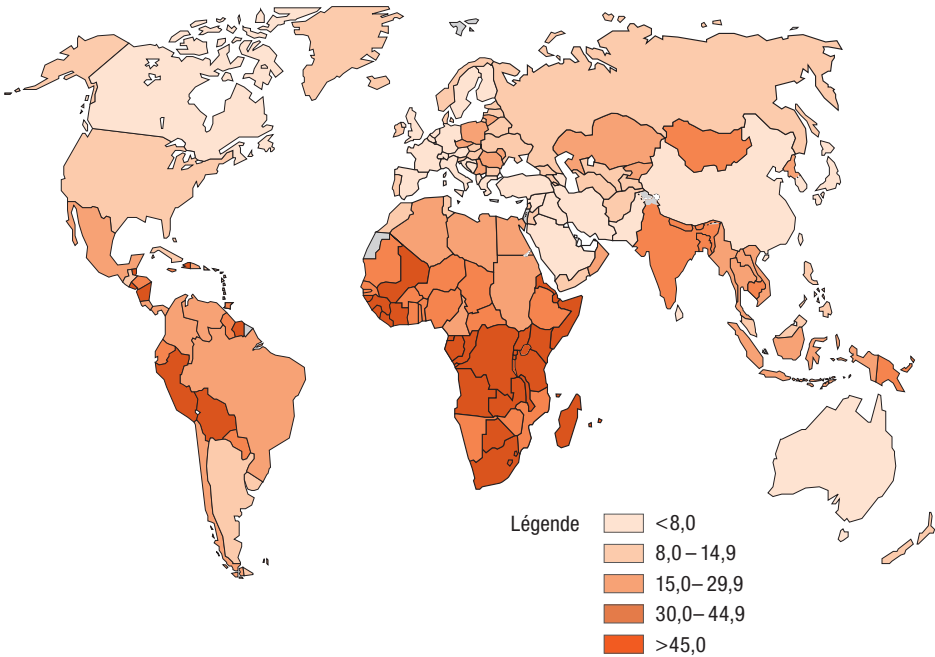 Légende
<8,0
8,0 – 14,9
15,0 – 29,9
30,0 – 44,9
>45,0